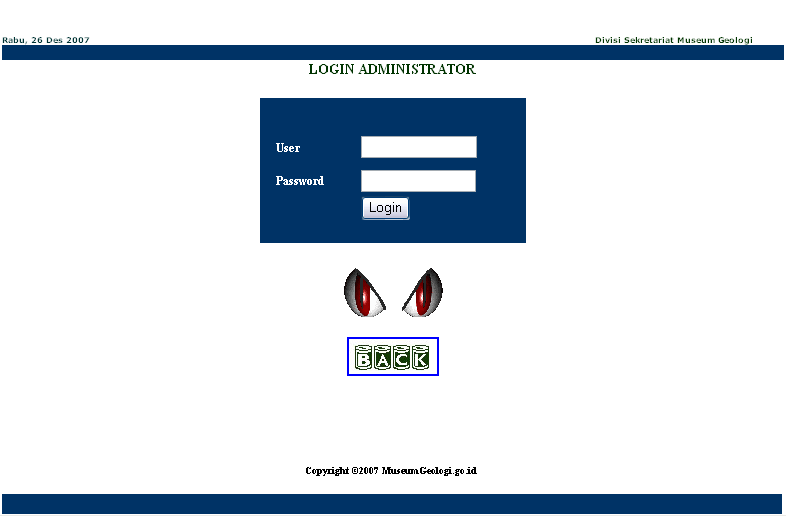 Rabu, 26 Des 2007
Divisi Sekretariat Museum Geologi
LOGIN ADMINISTRATOR
User
Password
Login
BACK
Copyright ©2007 MuseumGeologi.go.id